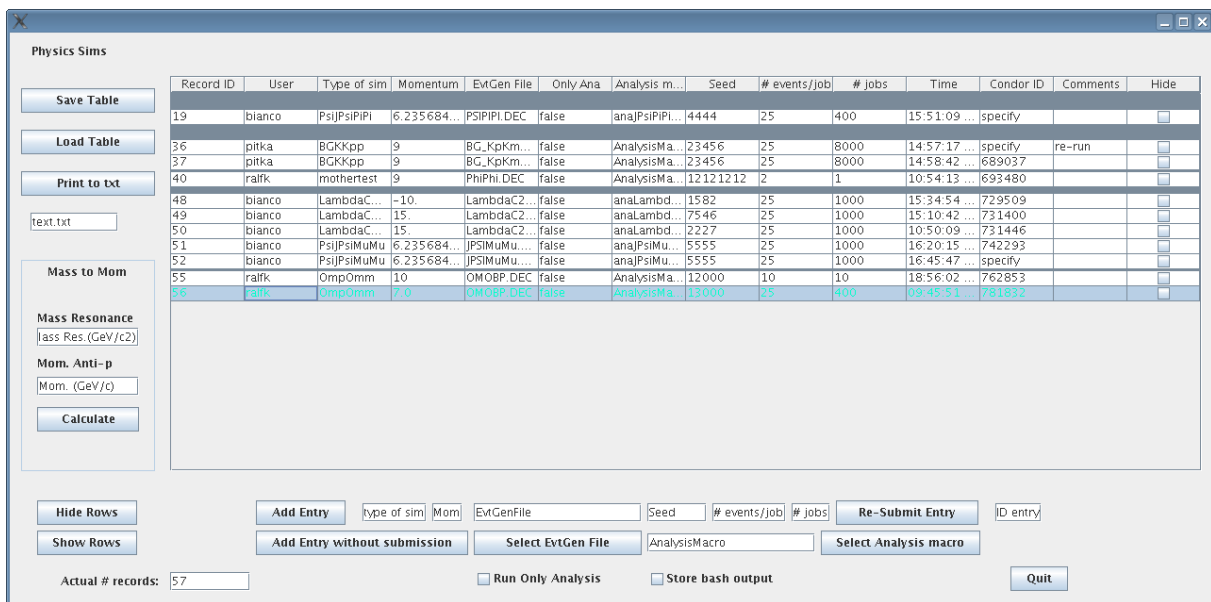 Physics Sims
Record ID User Type of sim Momentum EvtGen File Only Ana Analysis m... Seed # events/job # jobs Time Condor ID Comments Hide
19 bianco PsiJPsiPiPi 6.235684... PSIPIPI.DEC false anaJPsiPi... 4444 25 400 15:51:09 ... specify
36 pitka BGKKpp 9 BG_KpKm... false AnalysisMa... 23456 25 8000 14:57:17 ... specify re-run
37 pitka BGKKpp 9 BG_KpKm... false AnalysisMa... 23456 25 8000 14:58:42 ... 689037
40 ralfk mothertest 9 PhiPhi.DEC false AnalysisMa... 12121212 2 1 10:54:13 ... 693480
48 bianco LambdaC... -10. LambdaC2... false anaLambd... 1582 25 1000 15:34:54 ... 729509
49 bianco LambdaC... 15. LambdaC2... false anaLambd... 7546 25 1000 15:10:42 ... 731400
50 bianco LambdaC... 15. LambdaC2... false anaLambd... 2227 25 1000 10:50:09 ... 731446
51 bianco PsiJPsiMuMu 6.235684... JPSIMuMu.... false anaJPsiMu... 5555 25 1000 16:20:15 ... 742293
52 bianco PsiJPsiMuMu 6.235684... JPSIMuMu.... false anaJPsiMu... 5555 25 1000 16:45:47 ... specify
55 ralfk OmpOmm 10 OMOBP.DEC false AnalysisMa... 12000 10 10 18:56:02 ... 762853
56 ralfk OmpOmm 7.0 OMOBP.DEC false AnalysisMa... 13000 25 400 09:45:51 ... 781832
Save Table
Load Table
Print to txt
text.txt
Mass to Mom
Mass Resonance
lass Res.(GeV/c2)
Mom. Anti-p
Mom. (GeV/c)
Calculate
Hide Rows Add Entry type of sim Mom EvtGenFile Seed # events/job # jobs Re-Submit Entry ID entry
Show Rows Add Entry without submission Select EvtGen File AnalysisMacro Select Analysis macro
Actual # records: 57 Run Only Analysis Store bash output Quit